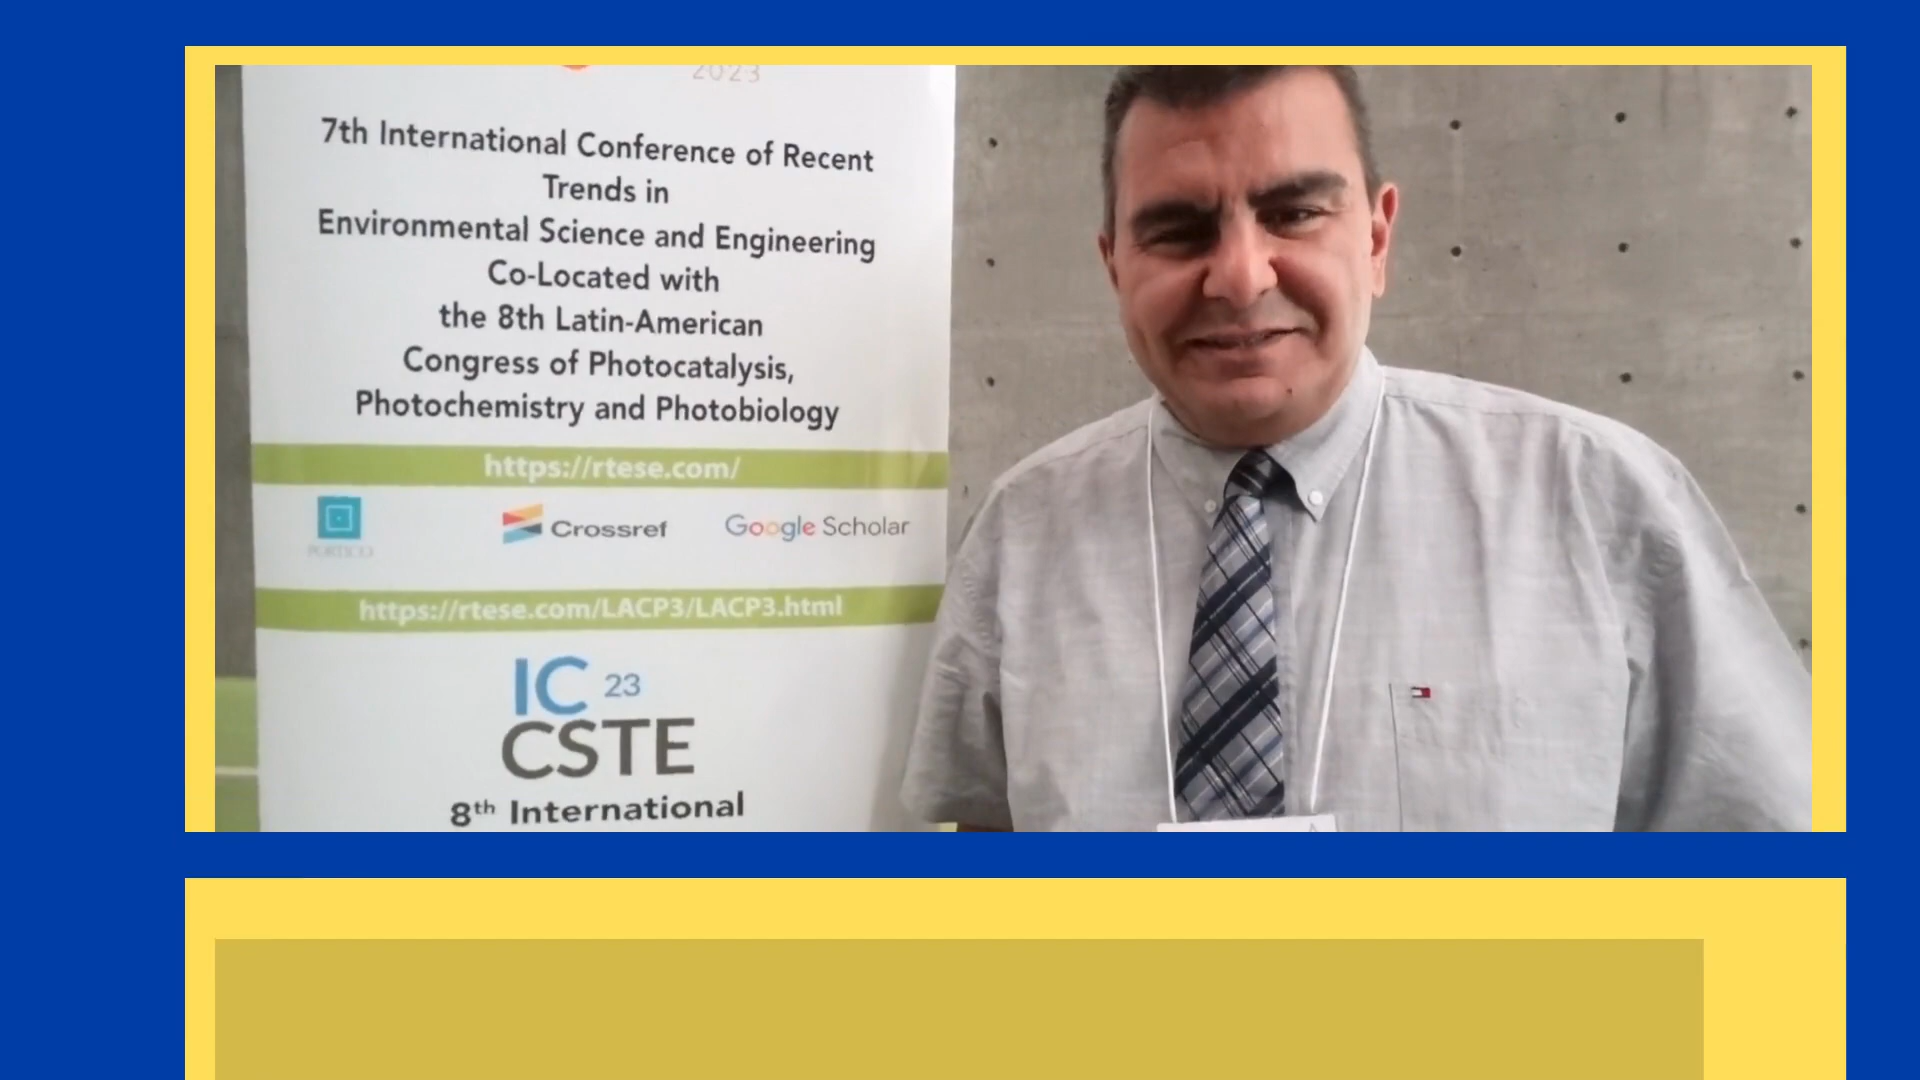 2023
7th International Conference of Recent
Trends in
Environmental Science and Engineering
Co-Located with
the 8th Latin-American
Congress of Photocatalysis,
Photochemistry and Photobiology
https://rtese.com/
PORTICO
Crossref
Google Scholar
https://rtese.com/LACP3/LACP3.html
IC 23
CSTE
8th International